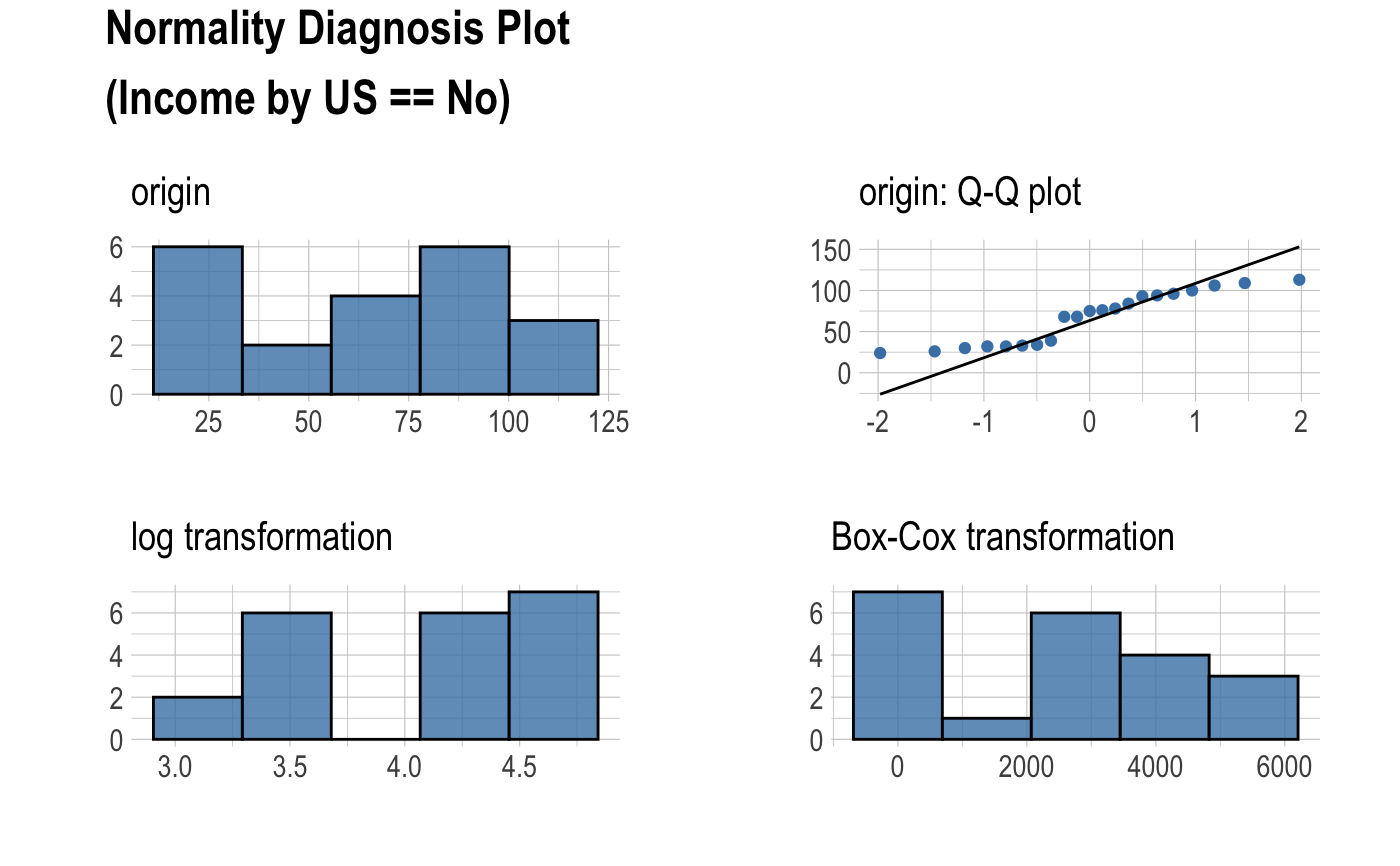 Normality Diagnosis Plot
(Income by US == No)
origin
6
4
2
0
25 50 75 100 125
origin: Q-Q plot
150
100
50
0
-2 -1 0 1 2
log transformation
6
4
2
0
3.0 3.5 4.0 4.5
Box-Cox transformation
6
4
2
0
0 2000 4000 6000